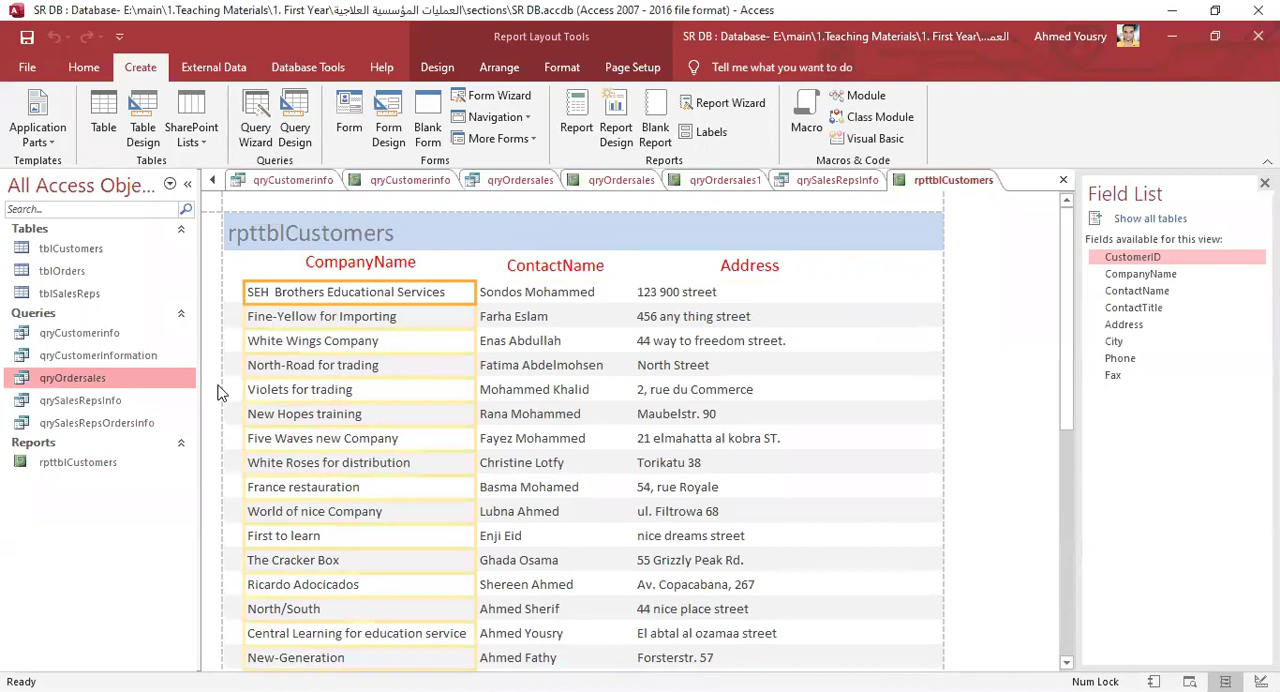 SR DB : Database- E:\main\1.Teaching Materials\1. First Year\العمليات المؤسسية العلاجية\sections\SR DB.accdb (Access 2007 - 2016 file format) - Access
Report Layout Tools
SR DB : Database- E:\main\1.Teaching Materials\1. First Year\العمـ...
Ahmed Yousry
File Home Create External Data Database Tools Help Design Arrange Format Page Setup Tell me what you want to do
Application Parts
Templates
Table
Table Design
SharePoint Lists
Tables
Query Wizard
Query Design
Queries
Form
Form Design
Blank Form
Form Wizard
Navigation
More Forms
Forms
Report
Report Design
Blank Report
Report Wizard
Labels
Reports
Macro
Module
Class Module
Visual Basic
Macros & Code
All Access Obje...
Search...
Tables
tblCustomers
tblOrders
tblSalesReps
Queries
qryCustomerinfo
qryCustomerInformation
qryOrdersales
qrySalesRepsInfo
qrySalesRepsOrdersInfo
Reports
rpttblCustomers
qryCustomerinfo qryCustomerinfo qryOrdersales qryOrdersales qryOrdersales1 qrySalesRepsInfo rpttblCustomers
rpttblCustomers
CompanyName ContactName Address
SEH Brothers Educational Services Sondos Mohammed 123 900 street
Fine-Yellow for Importing Farha Eslam 456 any thing street
White Wings Company Enas Abdullah 44 way to freedom street.
North-Road for trading Fatima Abdelmohsen North Street
Violets for trading Mohammed Khalid 2, rue du Commerce
New Hopes training Rana Mohammed Maubelstr. 90
Five Waves new Company Fayez Mohammed 21 elmahatta al kobra ST.
White Roses for distribution Christine Lotfy Torikatu 38
France restauration Basma Mohamed 54, rue Royale
World of nice Company Lubna Ahmed ul. Filtrowa 68
First to learn Enji Eid nice dreams street
The Cracker Box Ghada Osama 55 Grizzly Peak Rd.
Ricardo Adocicados Shereen Ahmed Av. Copacabana, 267
North/South Ahmed Sherif 44 nice place street
Central Learning for education service Ahmed Yousry El abtal al ozamaa street
New-Generation Ahmed Fathy Forsterstr. 57
Field List
Show all tables
Fields available for this view:
CustomerID
CompanyName
ContactName
ContactTitle
Address
City
Phone
Fax
Ready
Num Lock